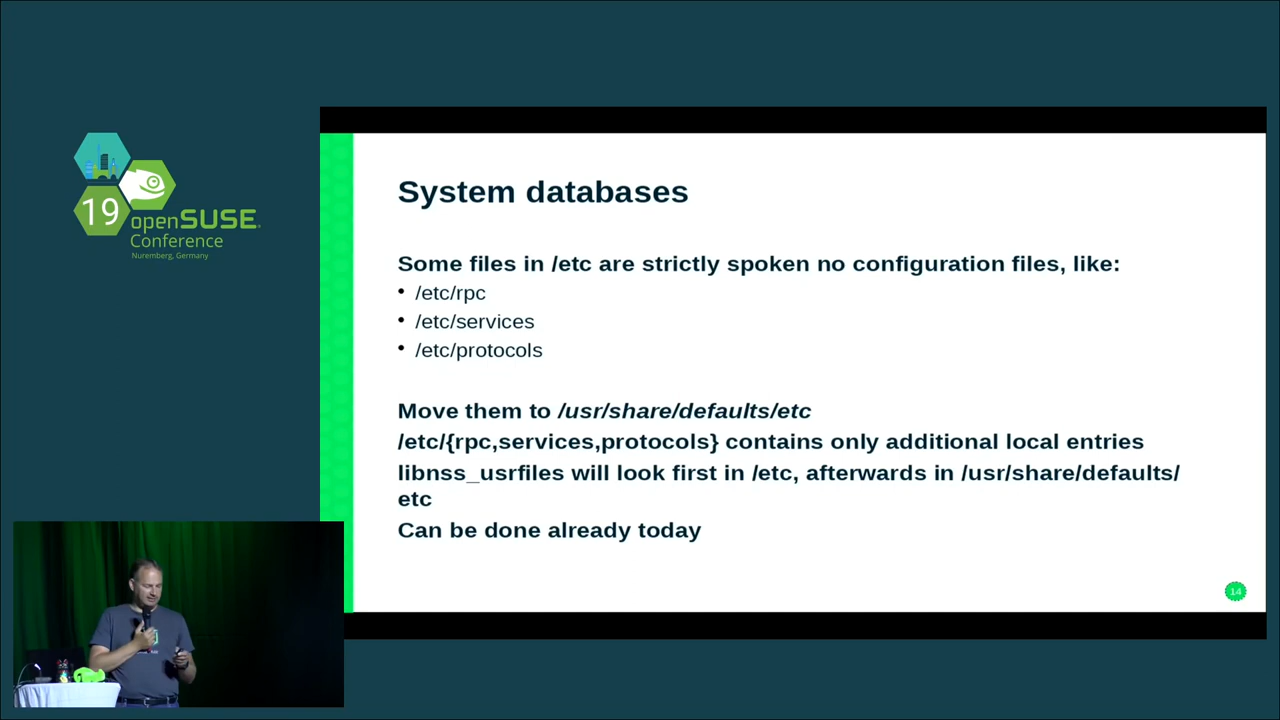 19
openSUSE
Conference
Nuremberg, Germany
System databases
Some files in /etc are strictly spoken no configuration files, like:
• /etc/rpc
• /etc/services
• /etc/protocols
Move them to /usr/share/defaults/etc
/etc/{rpc,services,protocols} contains only additional local entries
libnss_usrfiles will look first in /etc, afterwards in /usr/share/defaults/
etc
Can be done already today
14